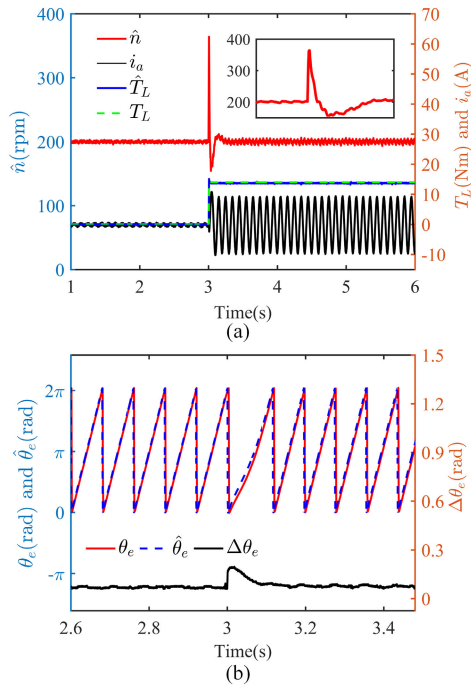 (a)
400
300
200
100
0
n̂(rpm)
n̂
i_a
T̂_L
T_L
400
300
200
70
60
50
40
30
20
10
0
-10
T_L(Nm) and i_a(A)
1 2 3 4 5 6
Time(s)
(a)
2π
π
0
-π
θ_e(rad) and θ̂_e(rad)
θ_e θ̂_e Δθ_e
1.5
1.2
0.9
0.6
0.3
0
Δθ_e(rad)
2.6 2.8 3 3.2 3.4
Time(s)
(b)